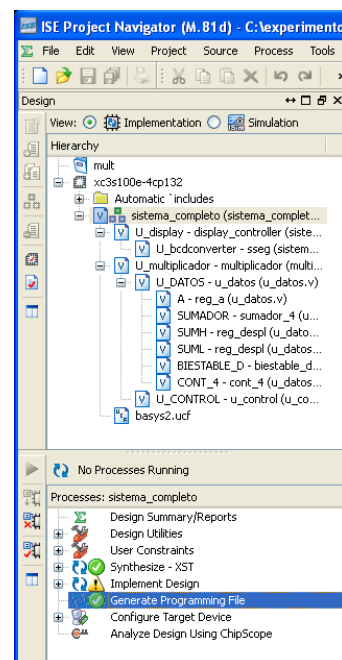 ISE Project Navigator (M.81d) - C:\experimento
File Edit View Project Source Process Tools
Design
View: Implementation Simulation
Hierarchy
mult
xc3s100e-4cp132
Automatic `includes
sistema_completo (sistema_complet...
U_display - display_controller (siste...
U_bcdconverter - sseg (sistem...
U_multiplicador - multiplicador (multi...
U_DATOS - u_datos (u_datos.v)
A - reg_a (u_datos.v)
SUMADOR - sumador_4 (u...
SUMH - reg_despl (u_dato...
SUML - reg_despl (u_datos...
BIESTABLE_D - biestable_d...
CONT_4 - cont_4 (u_datos...
U_CONTROL - u_control (u_co...
basys2.ucf
No Processes Running
Processes: sistema_completo
Design Summary/Reports
Design Utilities
User Constraints
Synthesize - XST
Implement Design
Generate Programming File
Configure Target Device
Analyze Design Using ChipScope